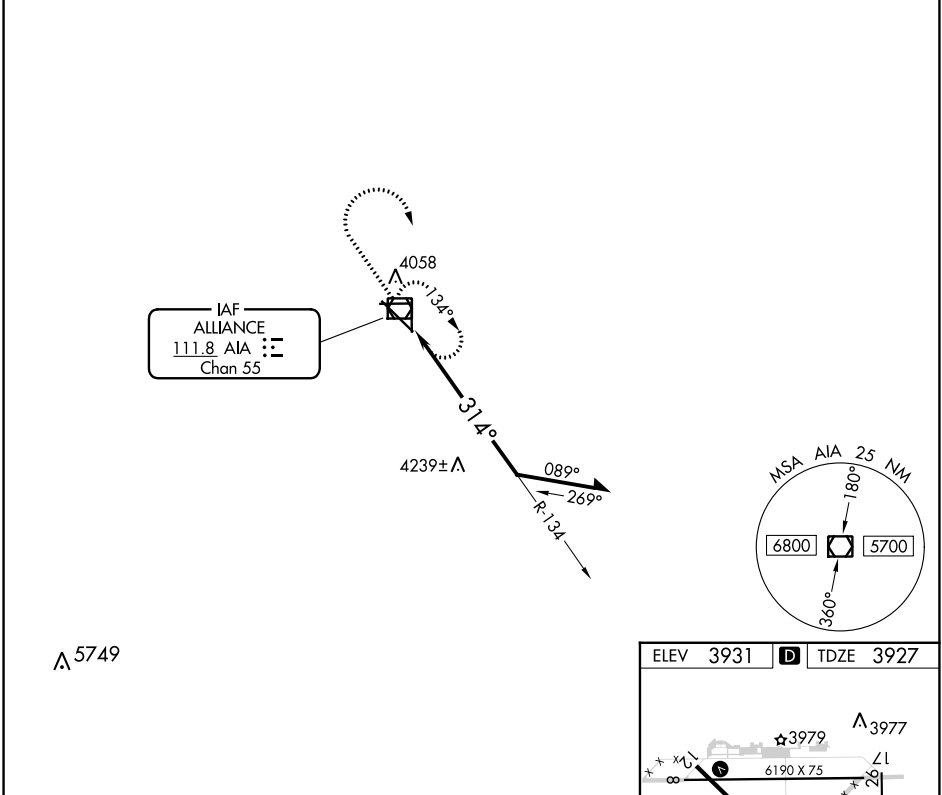 4058
134°
IAF
ALLIANCE
111.8 AIA
Chan 55
314°
4239±
089°
269°
R-134
MSA AIA 25 NM
180°
6800
5700
360°
5749
ELEV 3931 D TDZE 3927
3977
3979
12
V
6190 X 75
17
8
26
X X X
X X